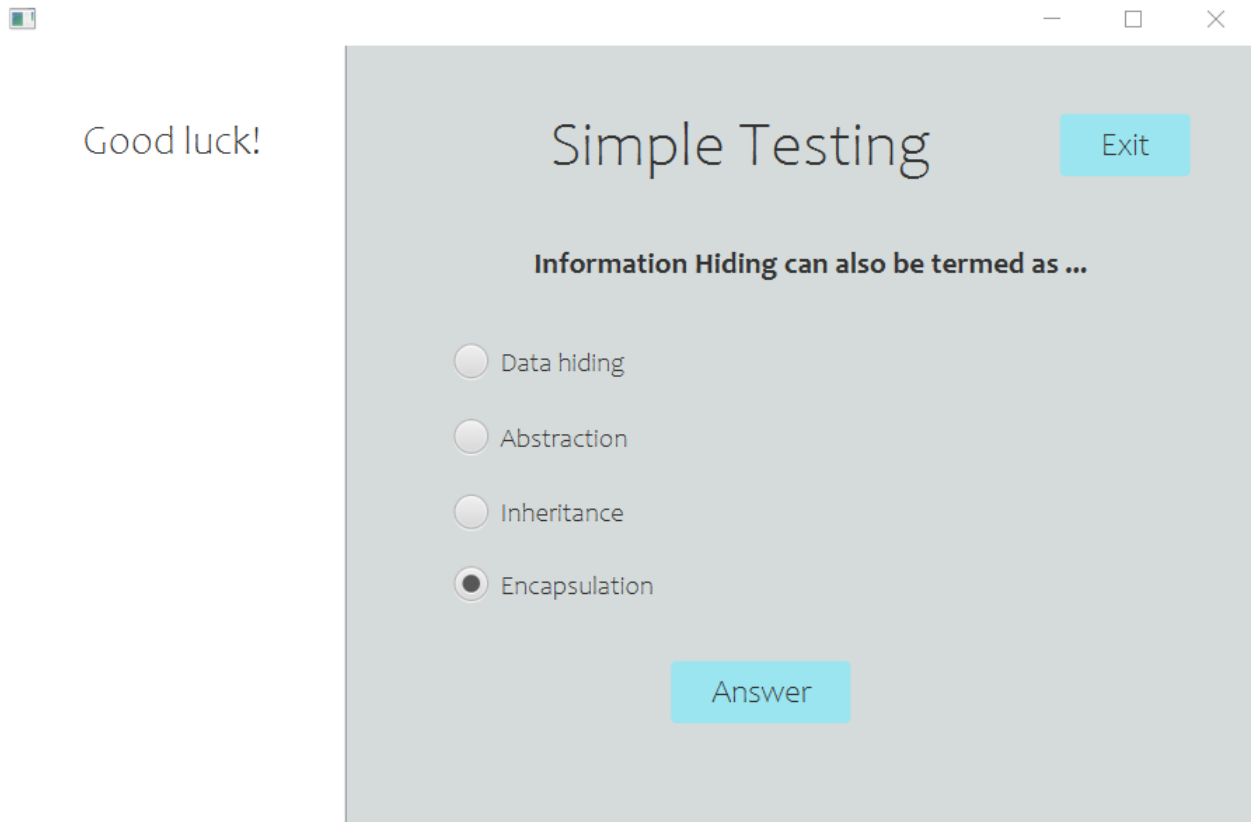 Good luck!
Simple Testing
Exit
Information Hiding can also be termed as ...
Data hiding
Abstraction
Inheritance
Encapsulation
Answer